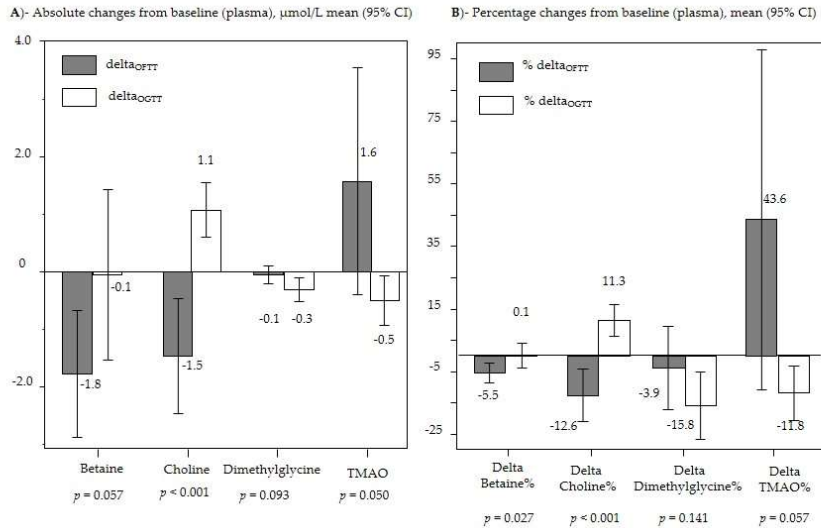 A)- Absolute changes from baseline (plasma), µmol/L mean (95% CI)
4.0
deltaOFTT
deltaOGTT
2.0
1.6
1.1
0
-0.1
-0.1
-0.3
-0.5
-1.5
-1.8
-2.0
Betaine
Choline
Dimethylglycine
TMAO
p = 0.057
p < 0.001
p = 0.093
p = 0.050
B)- Percentage changes from baseline (plasma), mean (95% CI)
95
% deltaOFTT
% deltaOGTT
75
55
43.6
35
15
11.3
0.1
-5
-5.5
-3.9
-12.6
-15.8
-11.8
-25
Delta
Betaine%
Delta
Choline%
Delta
Dimethylglycine%
Delta
TMAO%
p = 0.027
p < 0.001
p = 0.141
p = 0.057